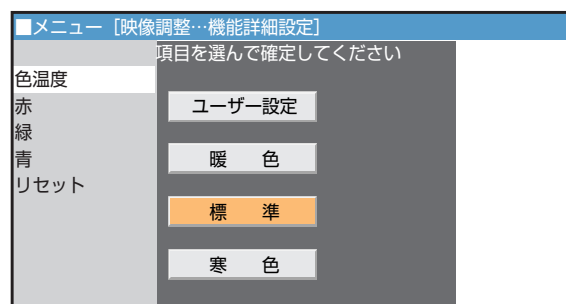 ■メニュー［映像調整…機能詳細設定］
項目を選んで確定してください
色温度
赤
緑
青
リセット
ユーザー設定
暖　色
標　準
寒　色